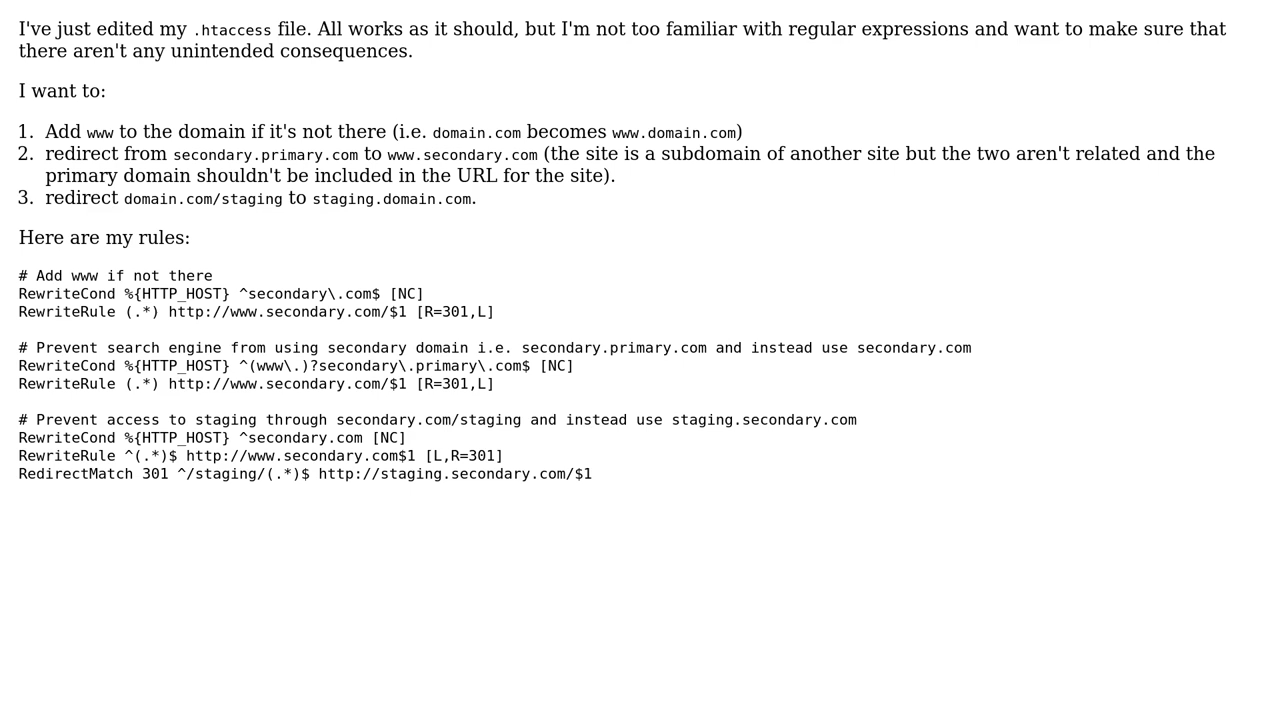 I've just edited my .htaccess file. All works as it should, but I'm not too familiar with regular expressions and want to make sure that
there aren't any unintended consequences.
I want to:
1. Add www to the domain if it's not there (i.e. domain.com becomes www.domain.com)
2. redirect from secondary.primary.com to www.secondary.com (the site is a subdomain of another site but the two aren't related and the
primary domain shouldn't be included in the URL for the site).
3. redirect domain.com/staging to staging.domain.com.
Here are my rules:
# Add www if not there
RewriteCond %{HTTP_HOST} ^secondary\.com$ [NC]
RewriteRule (.*) http://www.secondary.com/$1 [R=301,L]
# Prevent search engine from using secondary domain i.e. secondary.primary.com and instead use secondary.com
RewriteCond %{HTTP_HOST} ^(www\.)?secondary\.primary\.com$ [NC]
RewriteRule (.*) http://www.secondary.com/$1 [R=301,L]
# Prevent access to staging through secondary.com/staging and instead use staging.secondary.com
RewriteCond %{HTTP_HOST} ^secondary.com [NC]
RewriteRule ^(.*)$ http://www.secondary.com$1 [L,R=301]
RedirectMatch 301 ^/staging/(.*)$ http://staging.secondary.com/$1